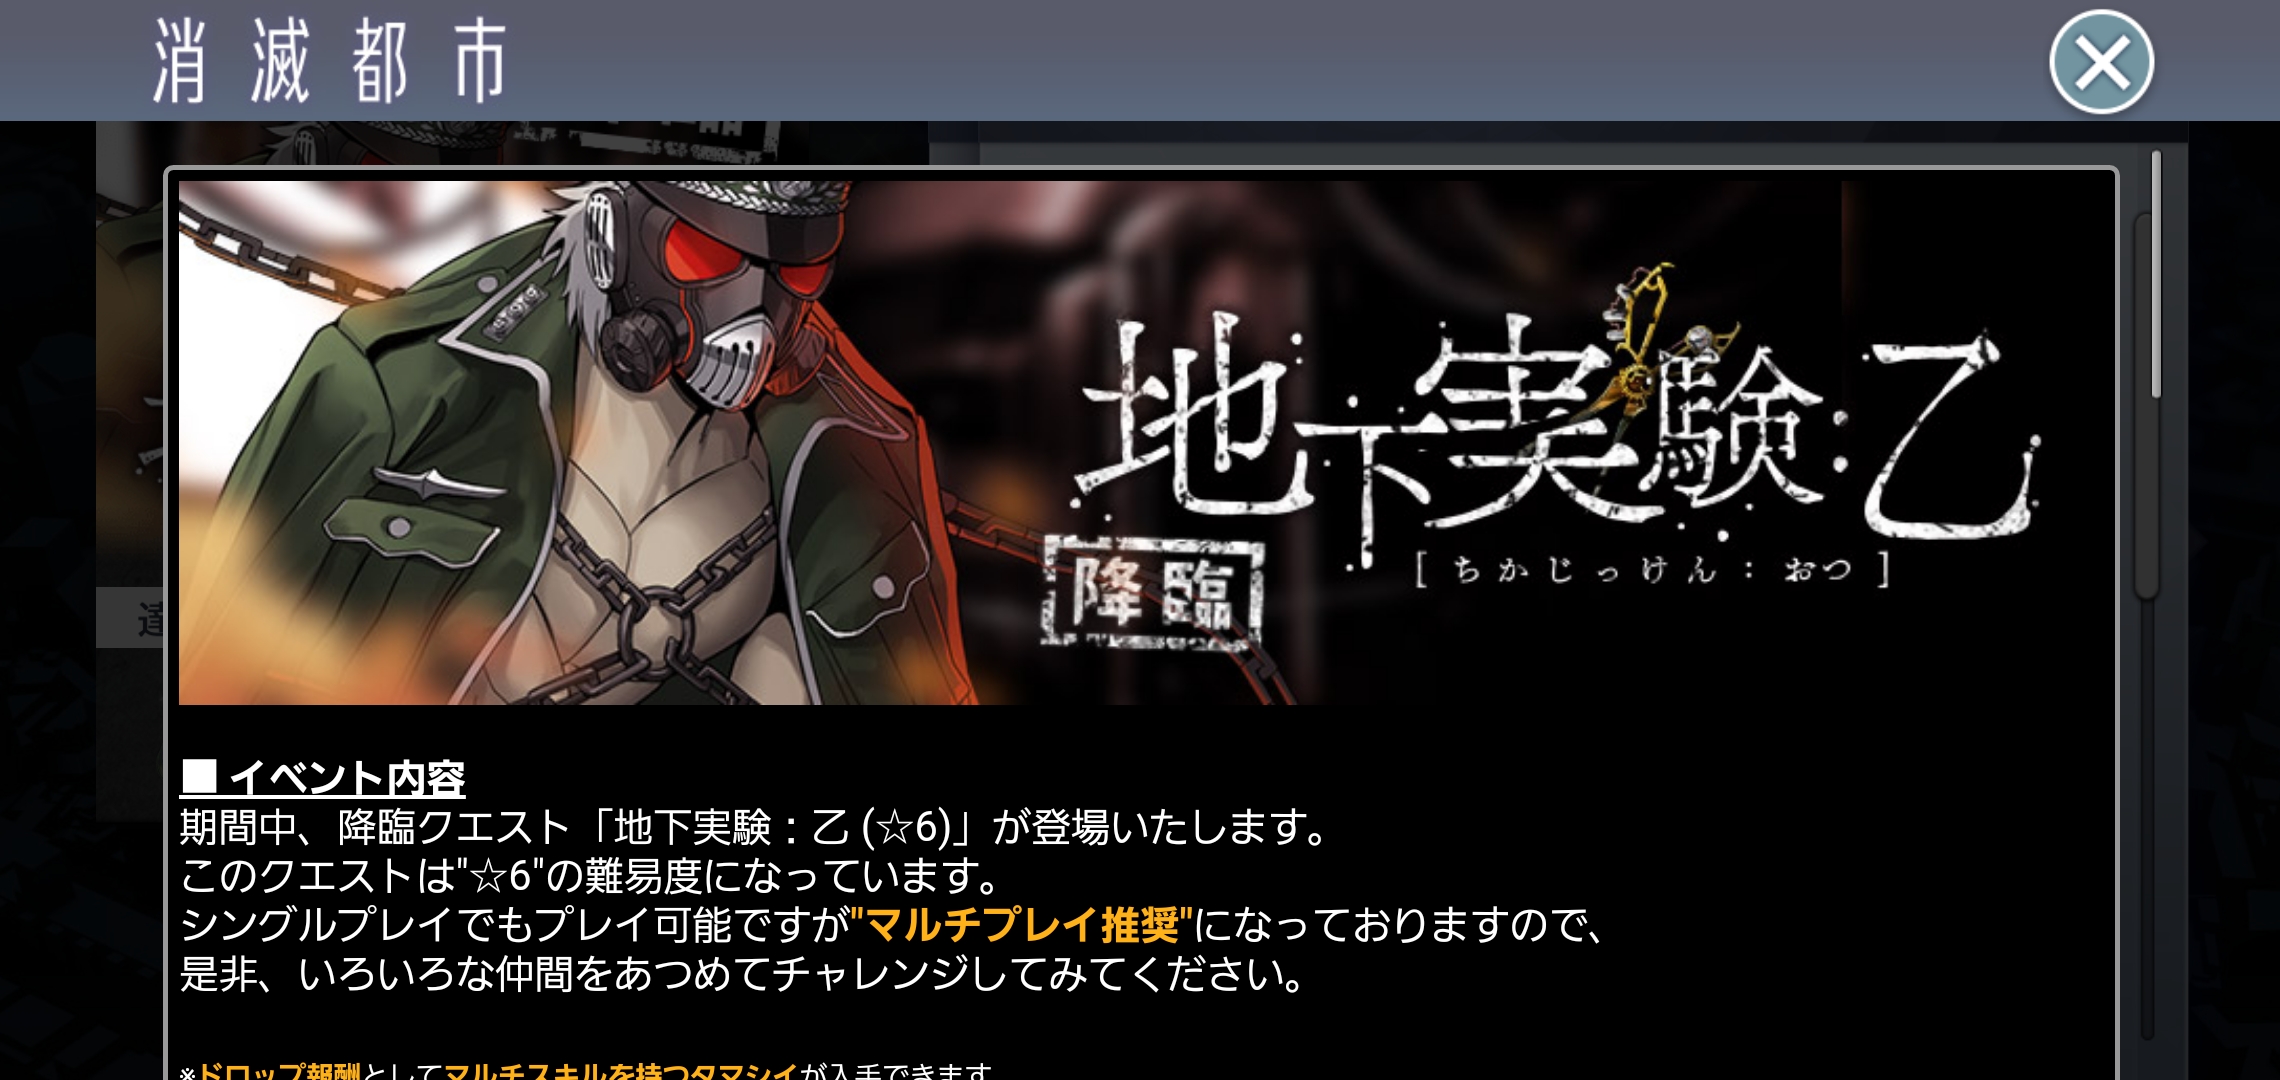 消滅都市
地下実験:乙
[ちかじっけん:おつ]
降臨
■ イベント内容
期間中、降臨クエスト「地下実験：乙 (☆6)」が登場いたします。
このクエストは"☆6"の難易度になっています。
シングルプレイでもプレイ可能ですが"マルチプレイ推奨"になっておりますので、
是非、いろいろな仲間をあつめてチャレンジしてみてください。
※ドロップ報酬としてマルチスキルを持つタマシイが入手できます